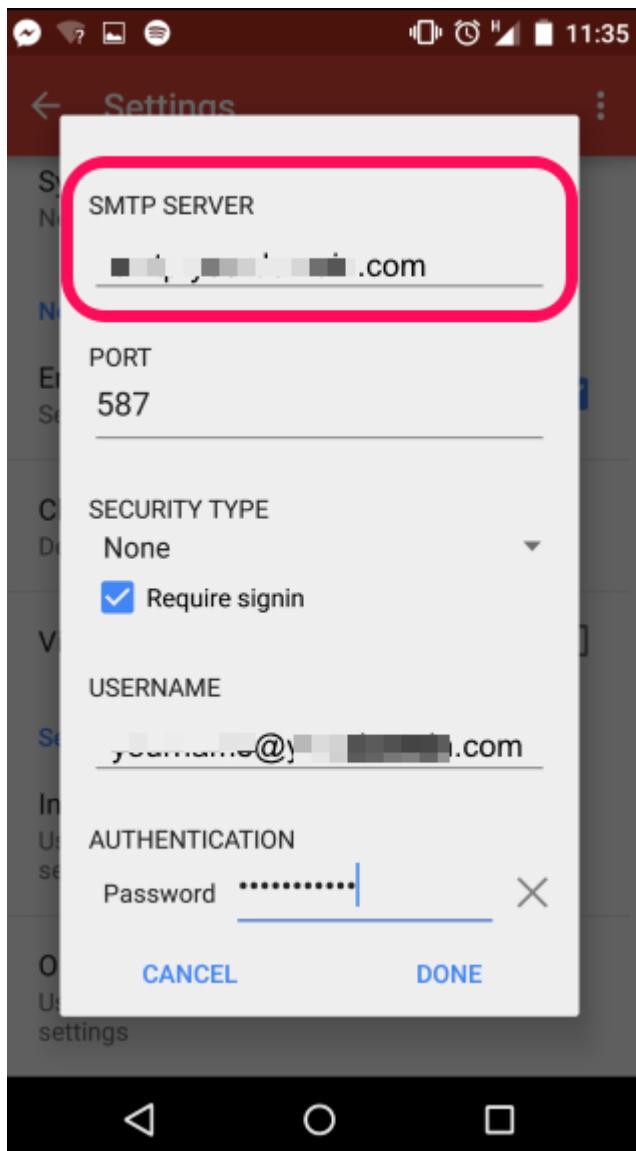 11:35
Settings
SMTP SERVER
.com
PORT
587
SECURITY TYPE
None
Require signin
USERNAME
.com
AUTHENTICATION
Password •••••••••••
CANCEL DONE
settings